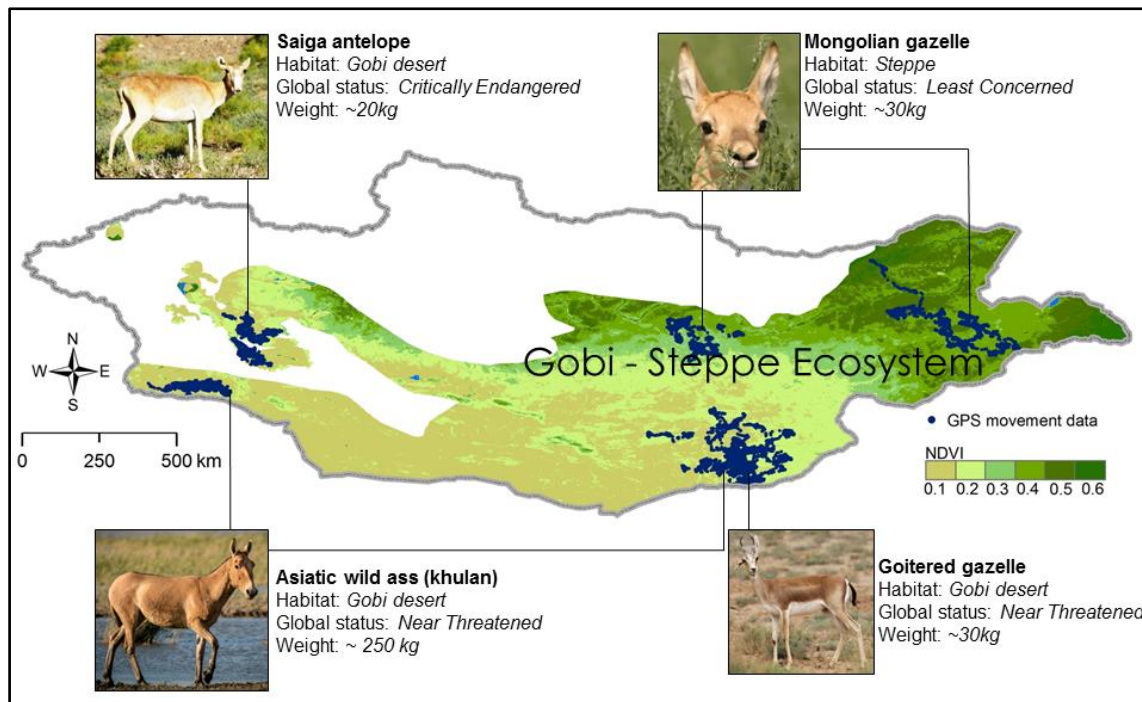 Saiga antelope
Habitat: Gobi desert
Global status: Critically Endangered
Weight: ~20kg
Mongolian gazelle
Habitat: Steppe
Global status: Least Concerned
Weight: ~30kg
Gobi - Steppe Ecosystem
N
W E
S
0 250 500 km
GPS movement data
NDVI
0.1 0.2 0.3 0.4 0.5 0.6
Asiatic wild ass (khulan)
Habitat: Gobi desert
Global status: Near Threatened
Weight: ~ 250 kg
Goitered gazelle
Habitat: Gobi desert
Global status: Near Threatened
Weight: ~30kg